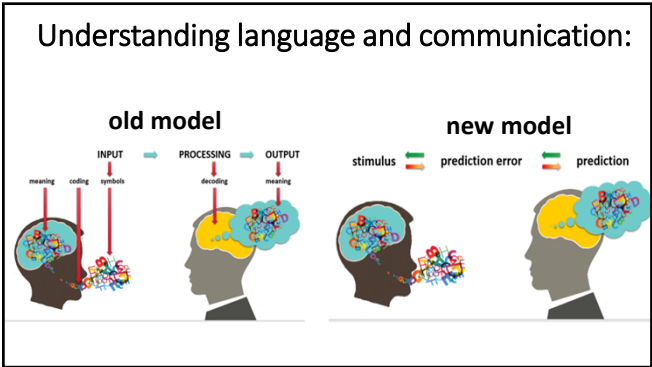 Understanding language and communication:
old model
INPUT PROCESSING OUTPUT
meaning coding symbols decoding meaning
new model
stimulus prediction error prediction